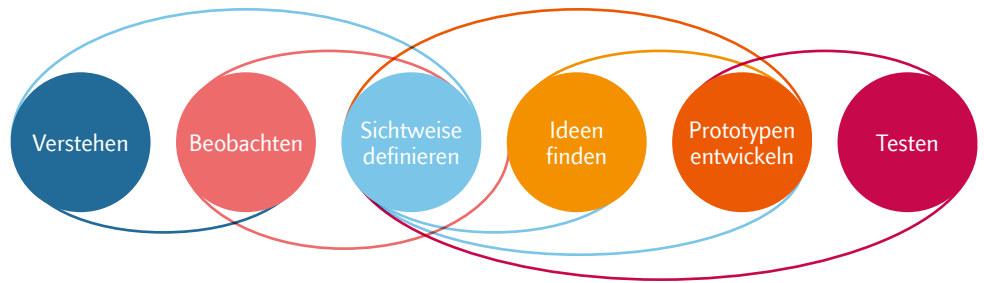 Verstehen
Beobachten
Sichtweise
definieren
Ideen
finden
Prototypen
entwickeln
Testen